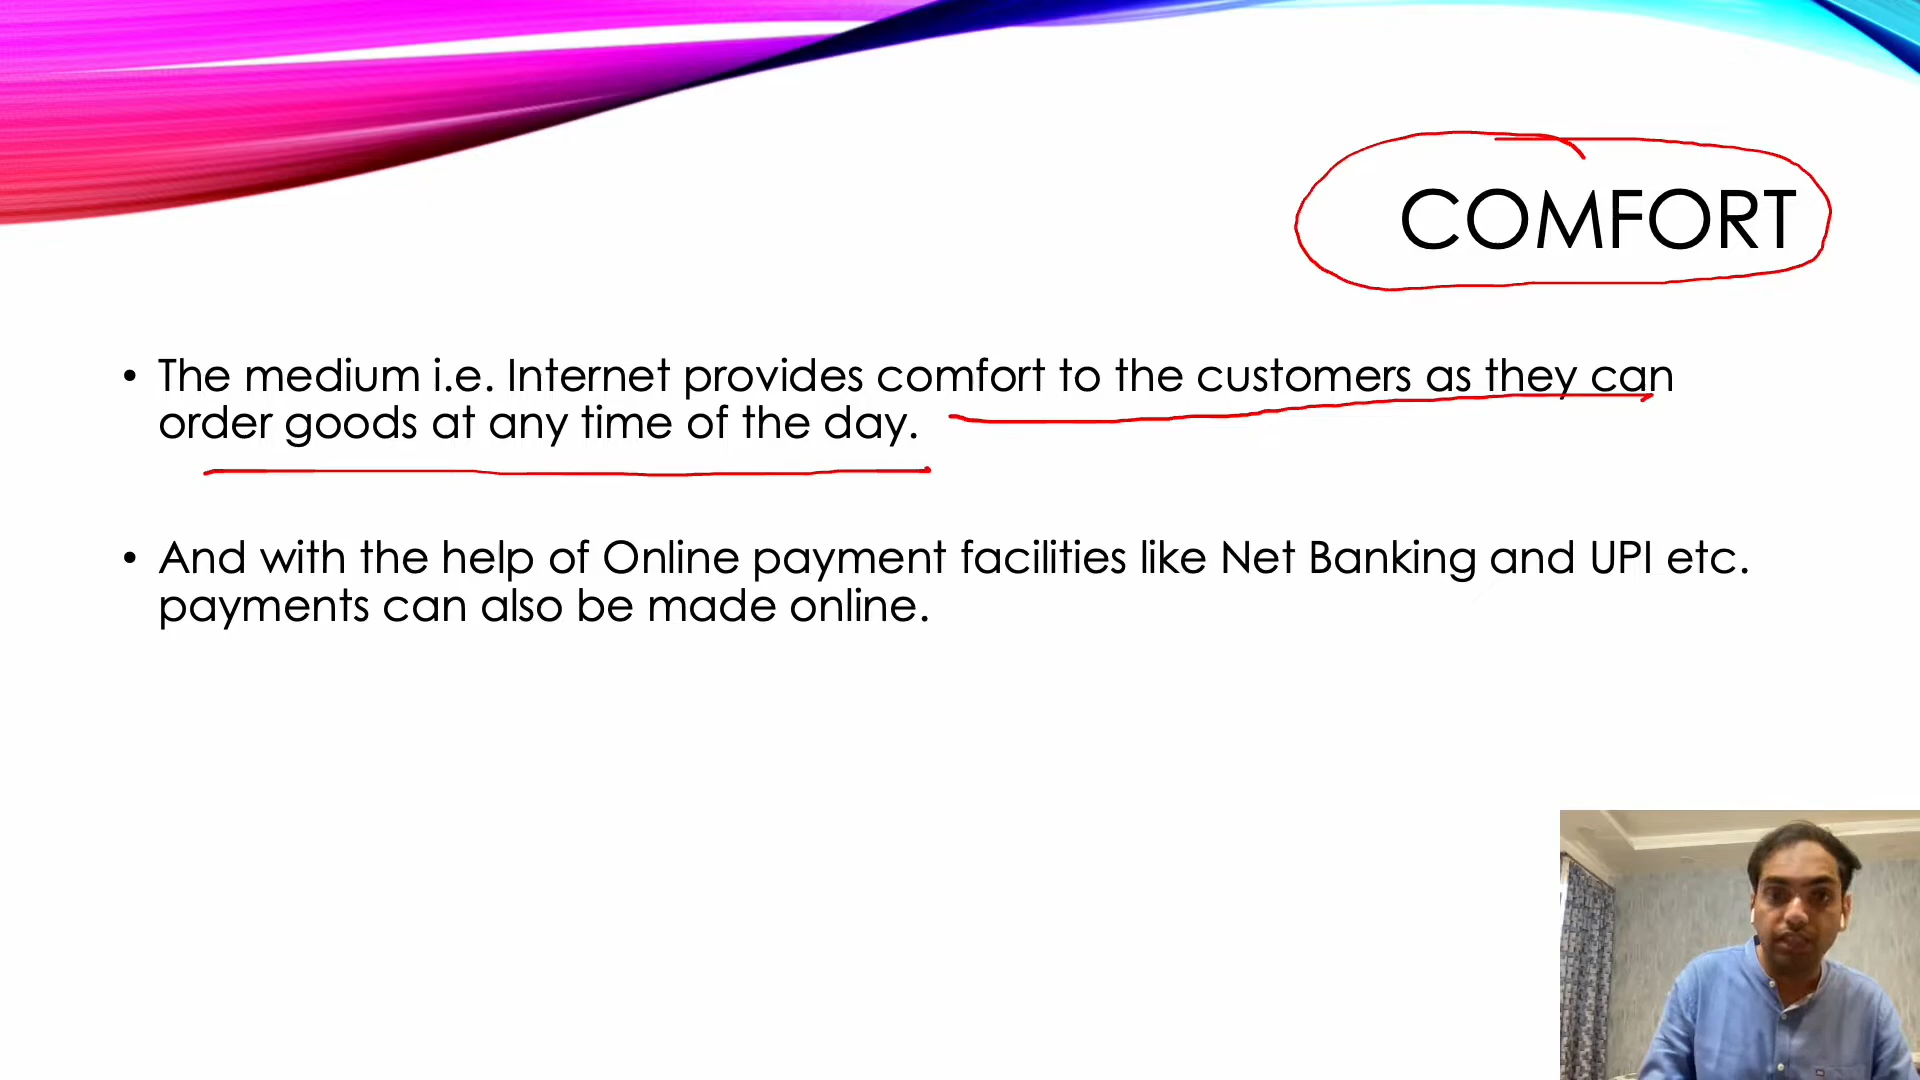 COMFORT
• The medium i.e. Internet provides comfort to the customers as they can
order goods at any time of the day.
• And with the help of Online payment facilities like Net Banking and UPI etc.
payments can also be made online.